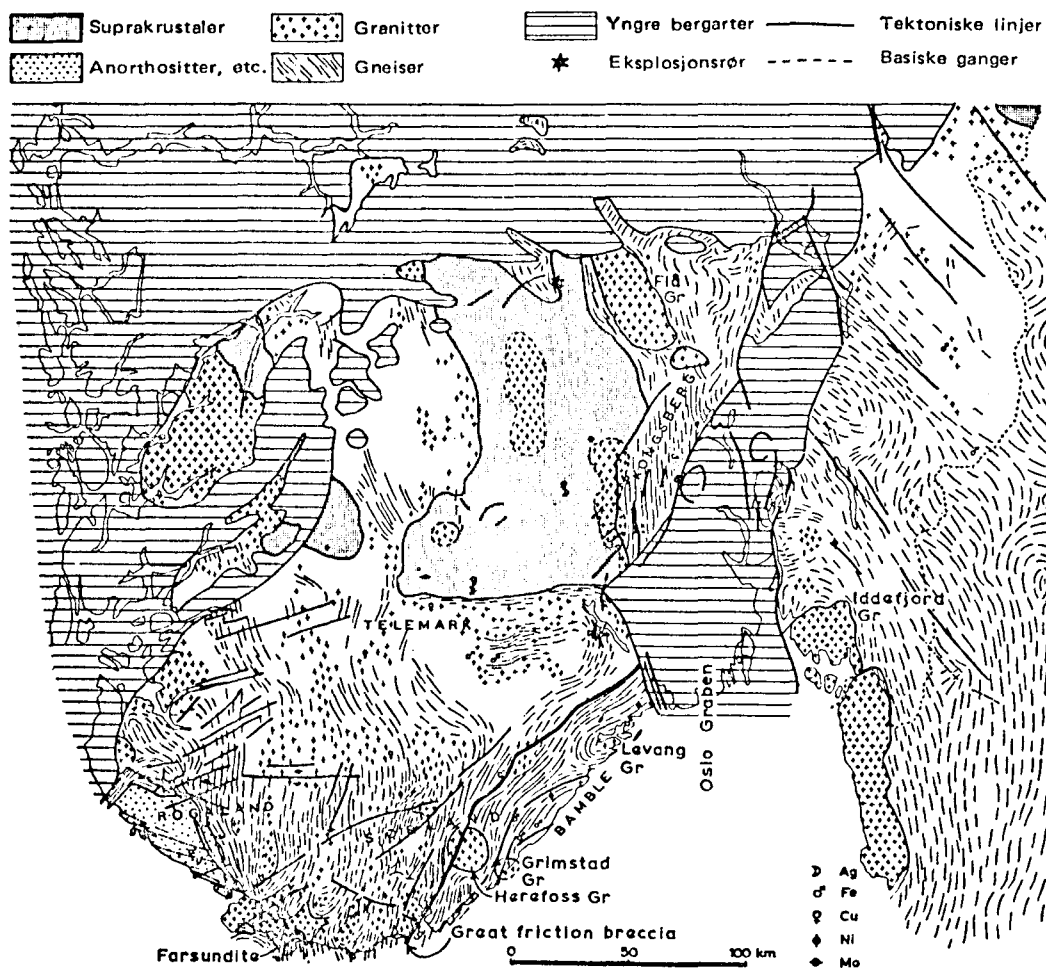 Suprakrustaler Granitter Yngre bergarter Tektoniske linjer
Anorthositter, etc. Gneiser Eksplosjonsrør Basiske ganger
Flå
Gr
KONGSBERG
Iddefjord
Gr
TELEMARK
Oslo Graben
Levang
Gr
BAMBLE
ROGALAND
Grimstad
Gr
Herefoss Gr
Great friction breccia
Farsundite
0 50 100 km
Ag
Fe
Cu
Ni
Mo